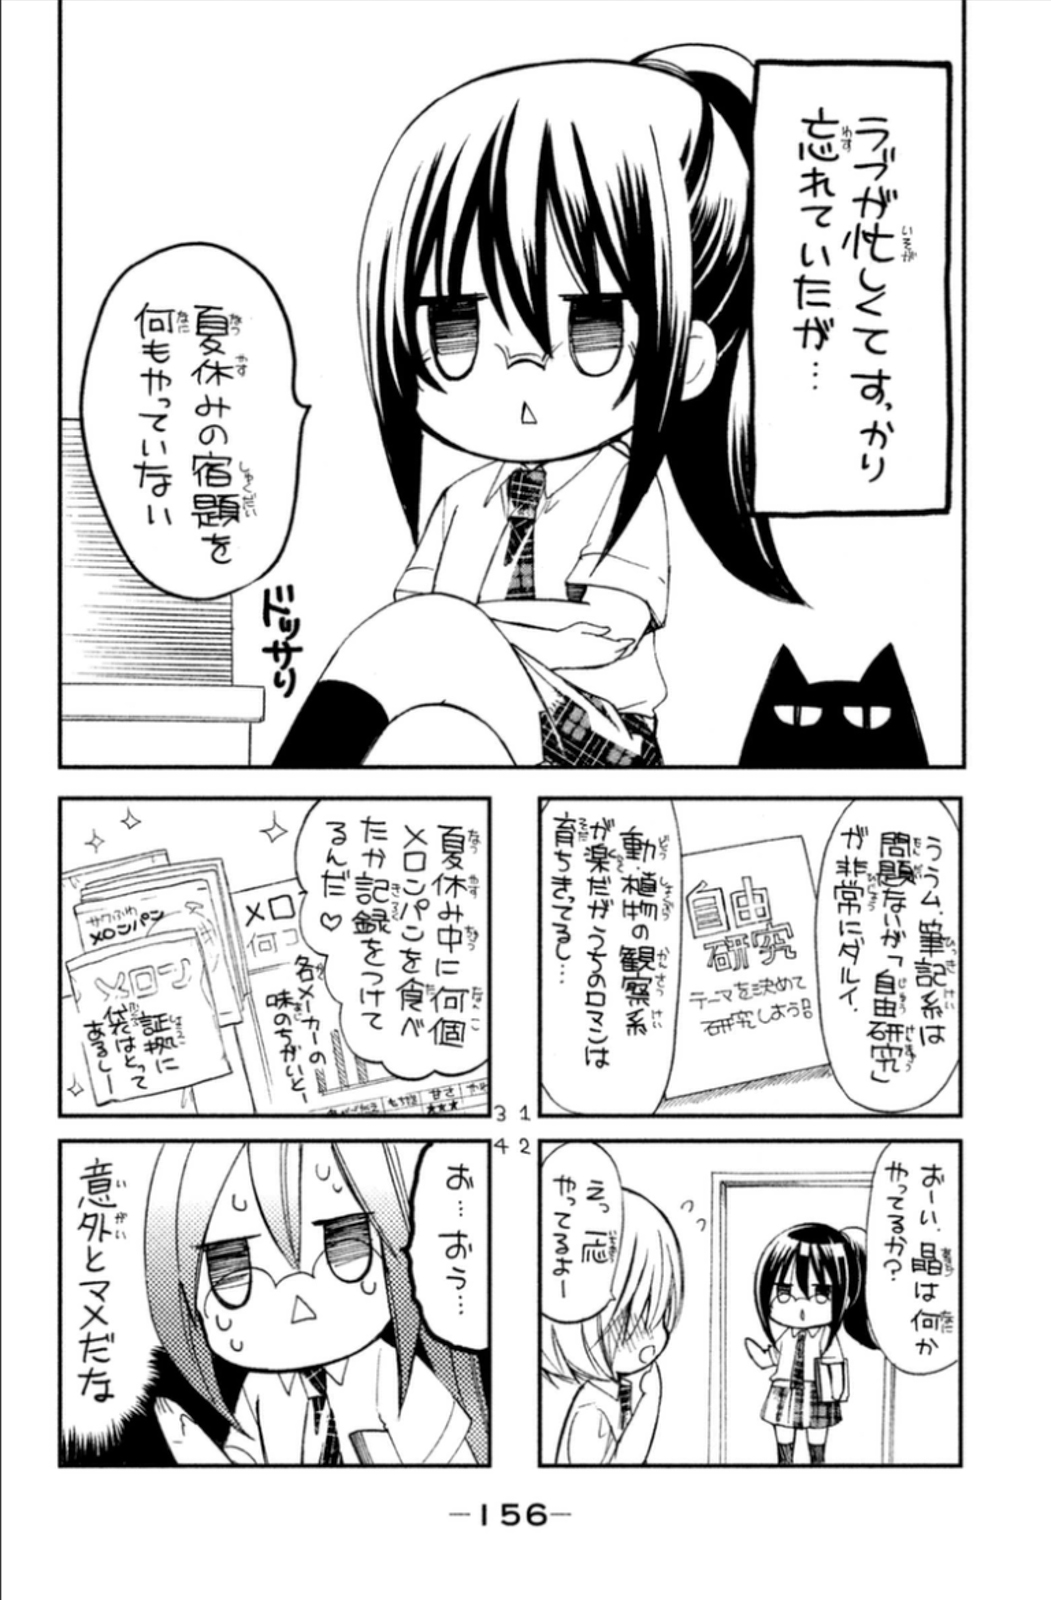 ラブが忙しくてすっかり
忘れていたが…
夏休みの宿題を
何もやっていない
ドッサリ
ううム、筆記系は
問題ないが「自由研究」
が非常にダルイ、
自由
研究
テーマを決めて
研究しよう
動・植物の観察系
が楽だがうちのロマンは
育ちきってるし…
おーい、晶は何か
やってるか?
えっ 一応
やってるよー
夏休み中に何個
メロンパンを食べ
たか記録をつけて
るんだ♡
メロ
何コ
各メーカーの
味のちがいとー
サクふわ
メロンパン
メロン
証拠に
袋はとって
あるしー
甘さ
★★★
お…おう…
意外とマメだな
3 1
4 2
—156—